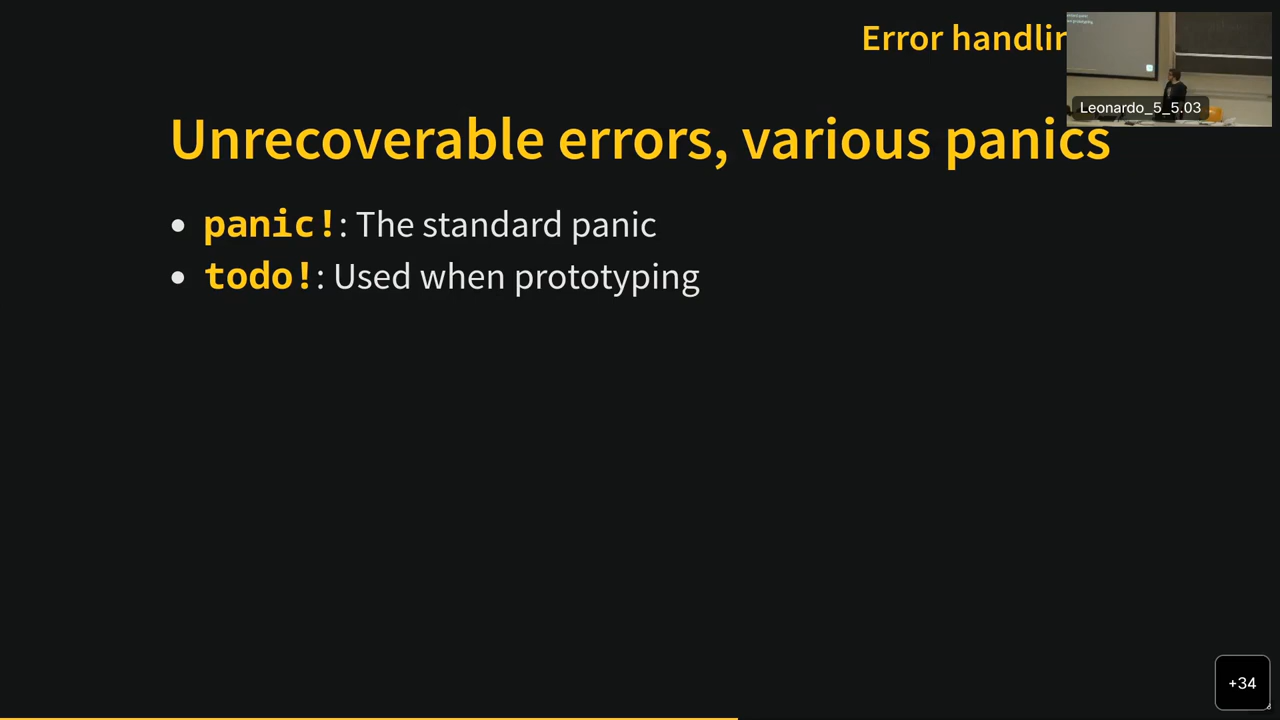 Error handlin
Leonardo_5_5.03
Unrecoverable errors, various panics
• panic!: The standard panic
• todo!: Used when prototyping
+34